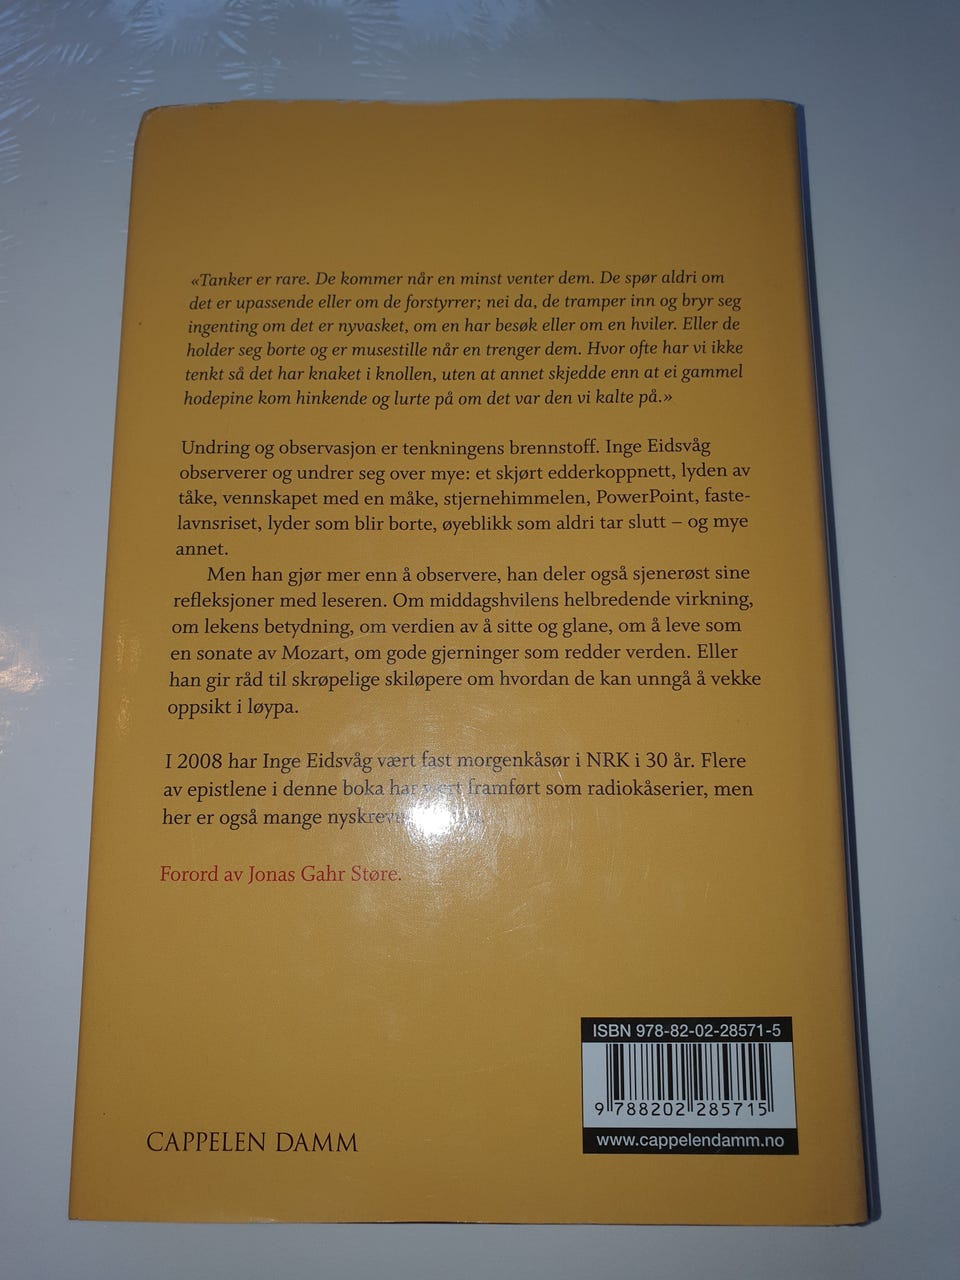 «Tanker er rare. De kommer når en minst venter dem. De spør aldri om
det er upassende eller om de forstyrrer; nei da, de tramper inn og bryr seg
ingenting om det er nyvasket, om en har besøk eller om en hviler. Eller de
holder seg borte og er musestille når en trenger dem. Hvor ofte har vi ikke
tenkt så det har knaket i knollen, uten at annet skjedde enn at ei gammel
hodepine kom hinkende og lurte på om det var den vi kalte på.»
Undring og observasjon er tenkningens brennstoff. Inge Eidsvåg
observerer og undrer seg over mye: et skjørt edderkoppnett, lyden av
tåke, vennskapet med en måke, stjernehimmelen, PowerPoint, faste-
lavnsriset, lyder som blir borte, øyeblikk som aldri tar slutt – og mye
annet.
Men han gjør mer enn å observere, han deler også sjenerøst sine
refleksjoner med leseren. Om middagshvilens helbredende virkning,
om lekens betydning, om verdien av å sitte og glane, om å leve som
en sonate av Mozart, om gode gjerninger som redder verden. Eller
han gir råd til skrøpelige skiløpere om hvordan de kan unngå å vekke
oppsikt i løypa.
I 2008 har Inge Eidsvåg vært fast morgenkåsør i NRK i 30 år. Flere
av epistlene i denne boka har vært framført som radiokåserier, men
her er også mange
Forord av Jonas Gahr Støre.
ISBN 978-82-02-28571-5
9 788202 285715
www.cappelendamm.no
CAPPELEN DAMM